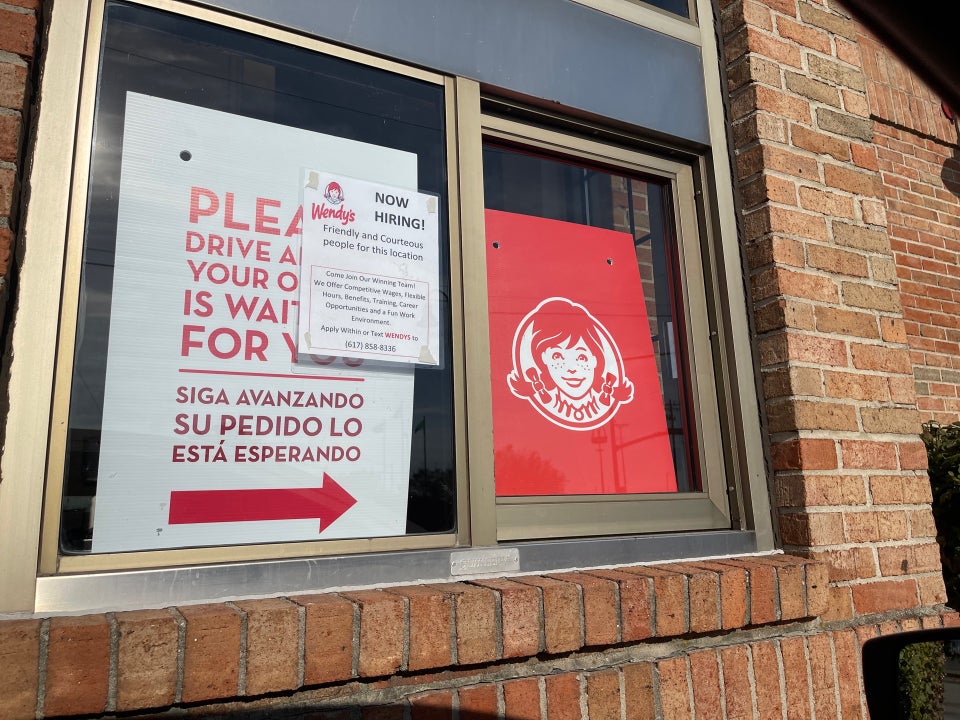 PLEA
DRIVE A
YOUR O
IS WAIT
FOR YOU
SIGA AVANZANDO
SU PEDIDO LO
ESTÁ ESPERANDO
Wendy's
NOW
HIRING!
Friendly and Courteous
people for this location
Come Join Our Winning Team!
We Offer Competitive Wages, Flexible
Hours, Benefits, Training, Career
Opportunities and a Fun Work
Environment.
Apply Within or Text WENDYS to
(617) 858-8336